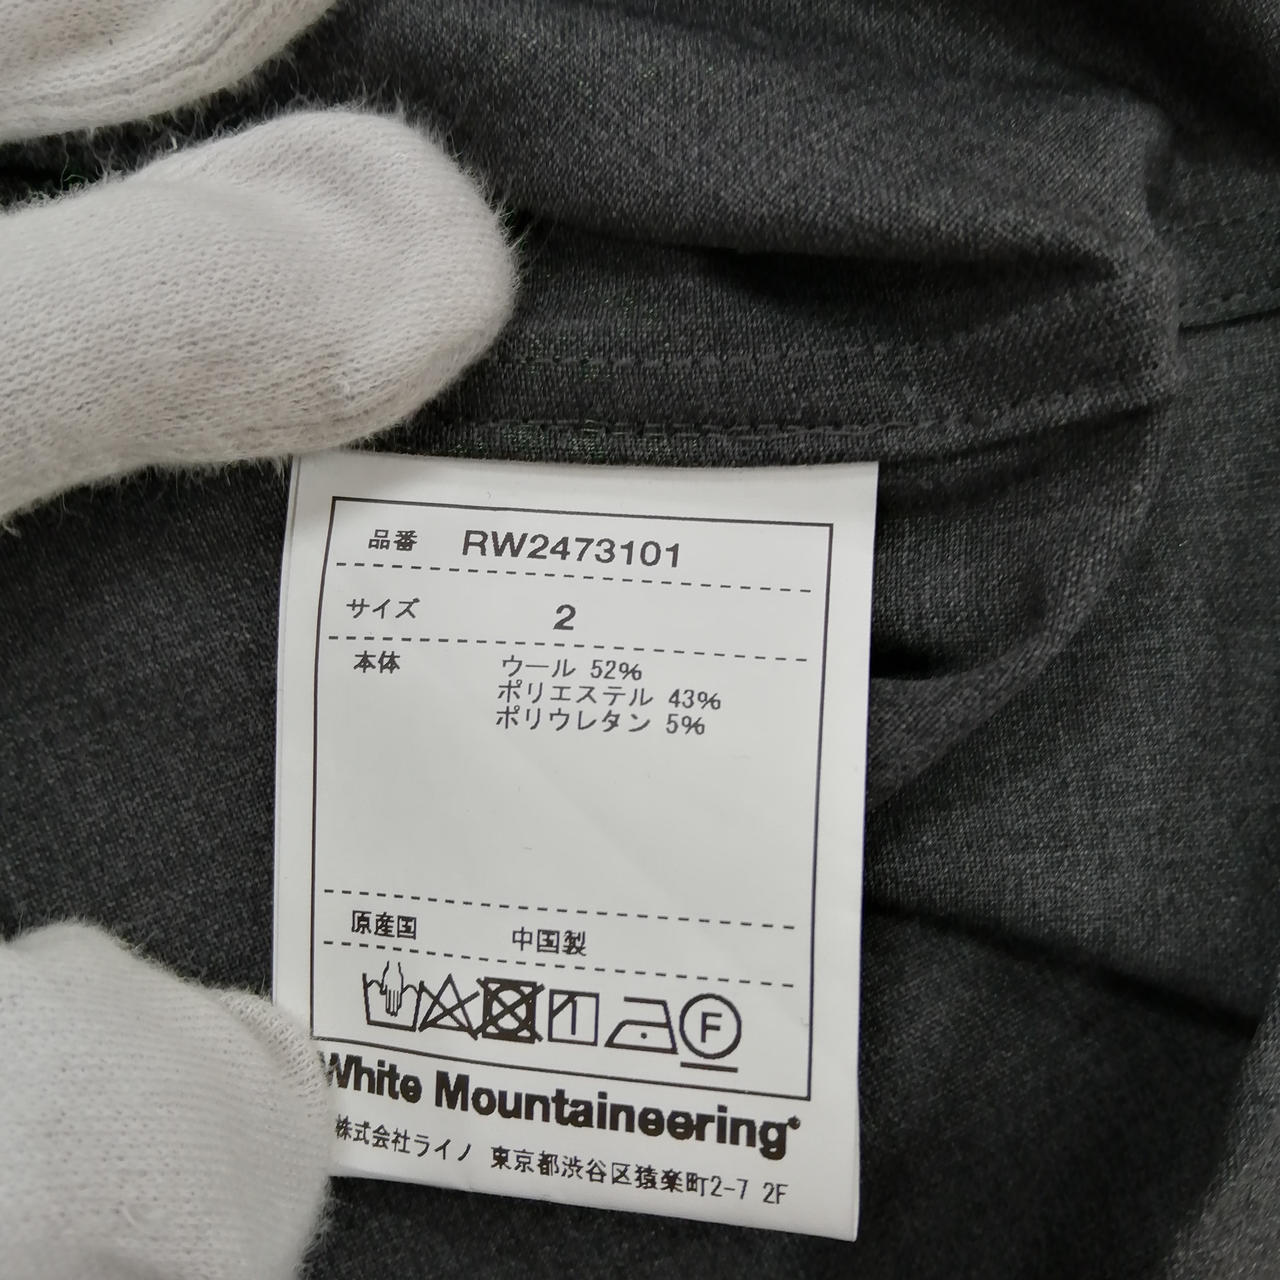 品番 RW2473101
サイズ 2
本体 ウール 52%
ポリエステル 43%
ポリウレタン 5%
原産国 中国製
F
White Mountaineering®
株式会社ライノ 東京都渋谷区猿楽町2-7 2F